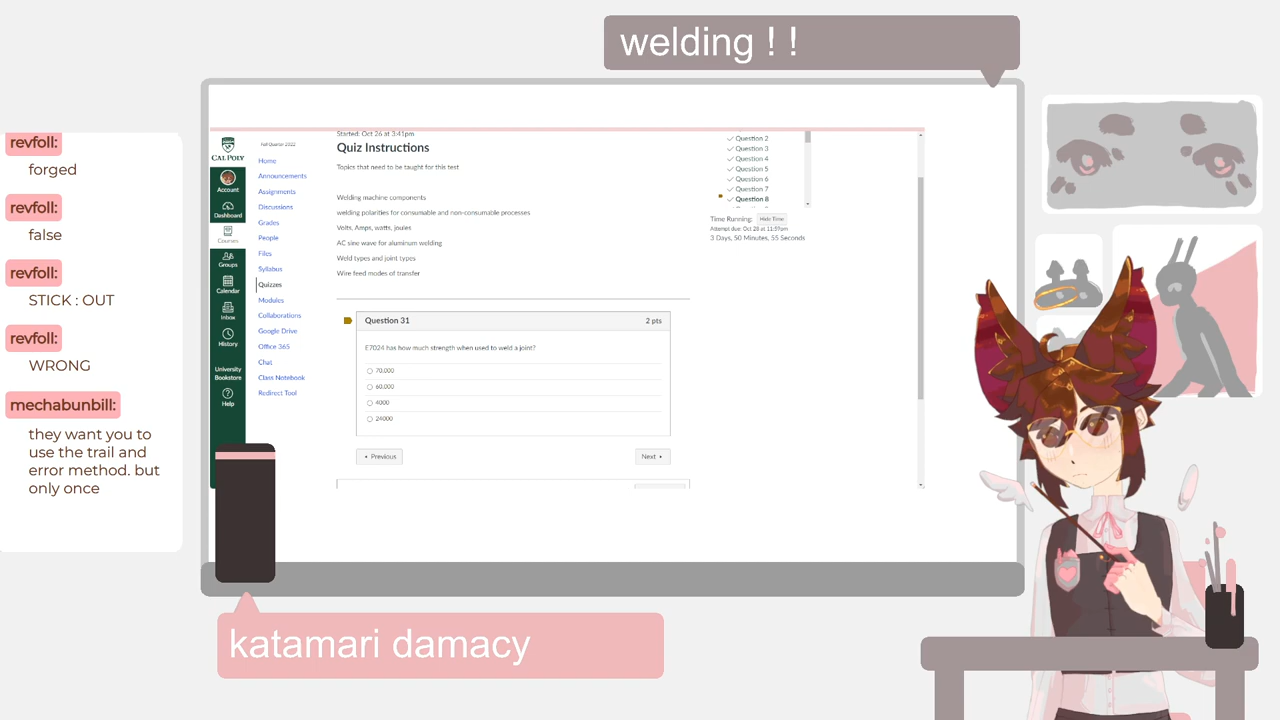 welding ! !
revfoll:
forged
revfoll:
false
revfoll:
STICK : OUT
revfoll:
WRONG
mechabunbill:
they want you to
use the trail and
error method. but
only once
CAL POLY
Account
Dashboard
Courses
Groups
Calendar
Inbox
History
University
Bookstore
Help
Fall Quarter 2022
Home
Announcements
Assignments
Discussions
Grades
People
Files
Syllabus
Quizzes
Modules
Collaborations
Google Drive
Office 365
Chat
Class Notebook
Redirect Tool
Started: Oct 26 at 3:41pm
Quiz Instructions
Topics that need to be taught for this test
Welding machine components
welding polarities for consumable and non-consumable processes
Volts, Amps, watts, joules
AC sine wave for aluminum welding
Weld types and joint types
Wire feed modes of transfer
Question 31 2 pts
E7024 has how much strength when used to weld a joint?
70,000
60,000
4000
24000
Previous
Next
Question 2
Question 3
Question 4
Question 5
Question 6
Question 7
Question 8
Time Running: Hide Time
Attempt due: Oct 28 at 11:59pm
3 Days, 50 Minutes, 55 Seconds
katamari damacy